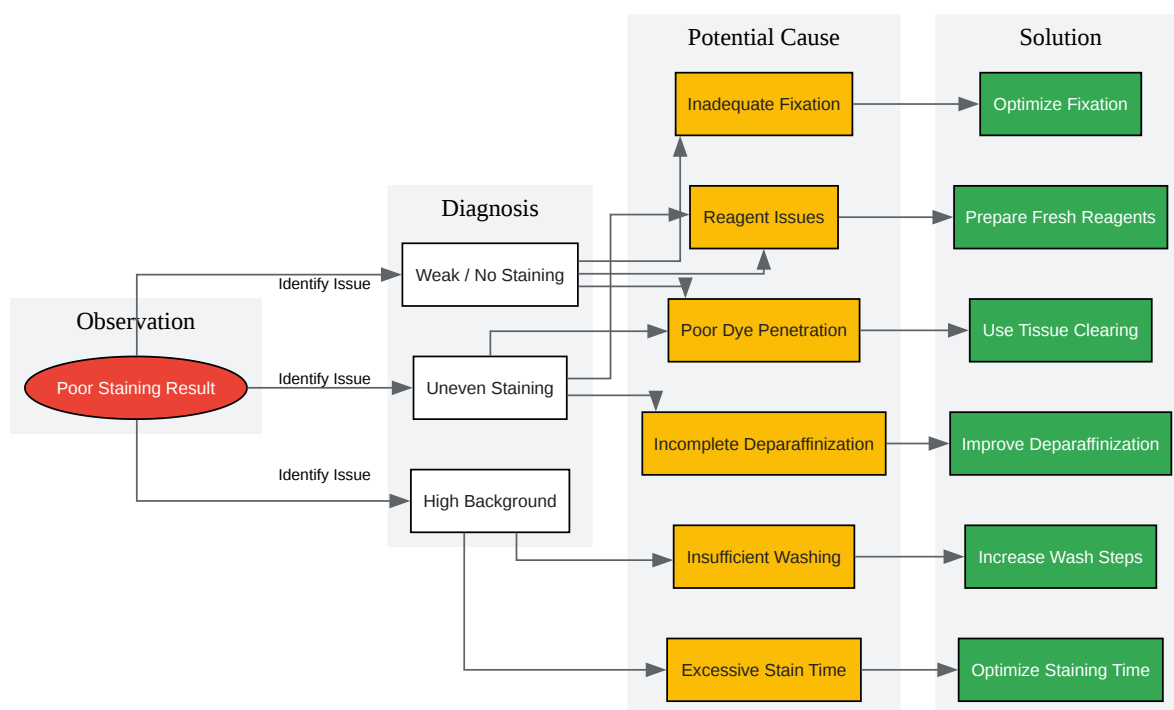 Potential Cause
Solution
Inadequate Fixation
Optimize Fixation
Diagnosis
Reagent Issues
Prepare Fresh Reagents
Weak / No Staining
Identify Issue
Observation
Poor Dye Penetration
Use Tissue Clearing
Poor Staining Result
Identify Issue
Uneven Staining
Incomplete Deparaffinization
Improve Deparaffinization
Identify Issue
High Background
Insufficient Washing
Increase Wash Steps
Excessive Stain Time
Optimize Staining Time